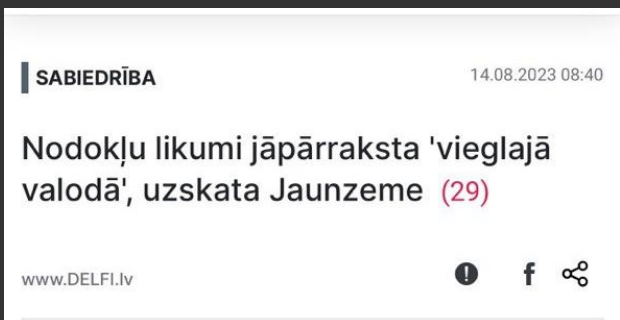 SABIEDRĪBA
14.08.2023 08:40
Nodokļu likumi jāpārraksta 'vieglajā
valodā', uzskata Jaunzeme (29)
www.DELFI.lv